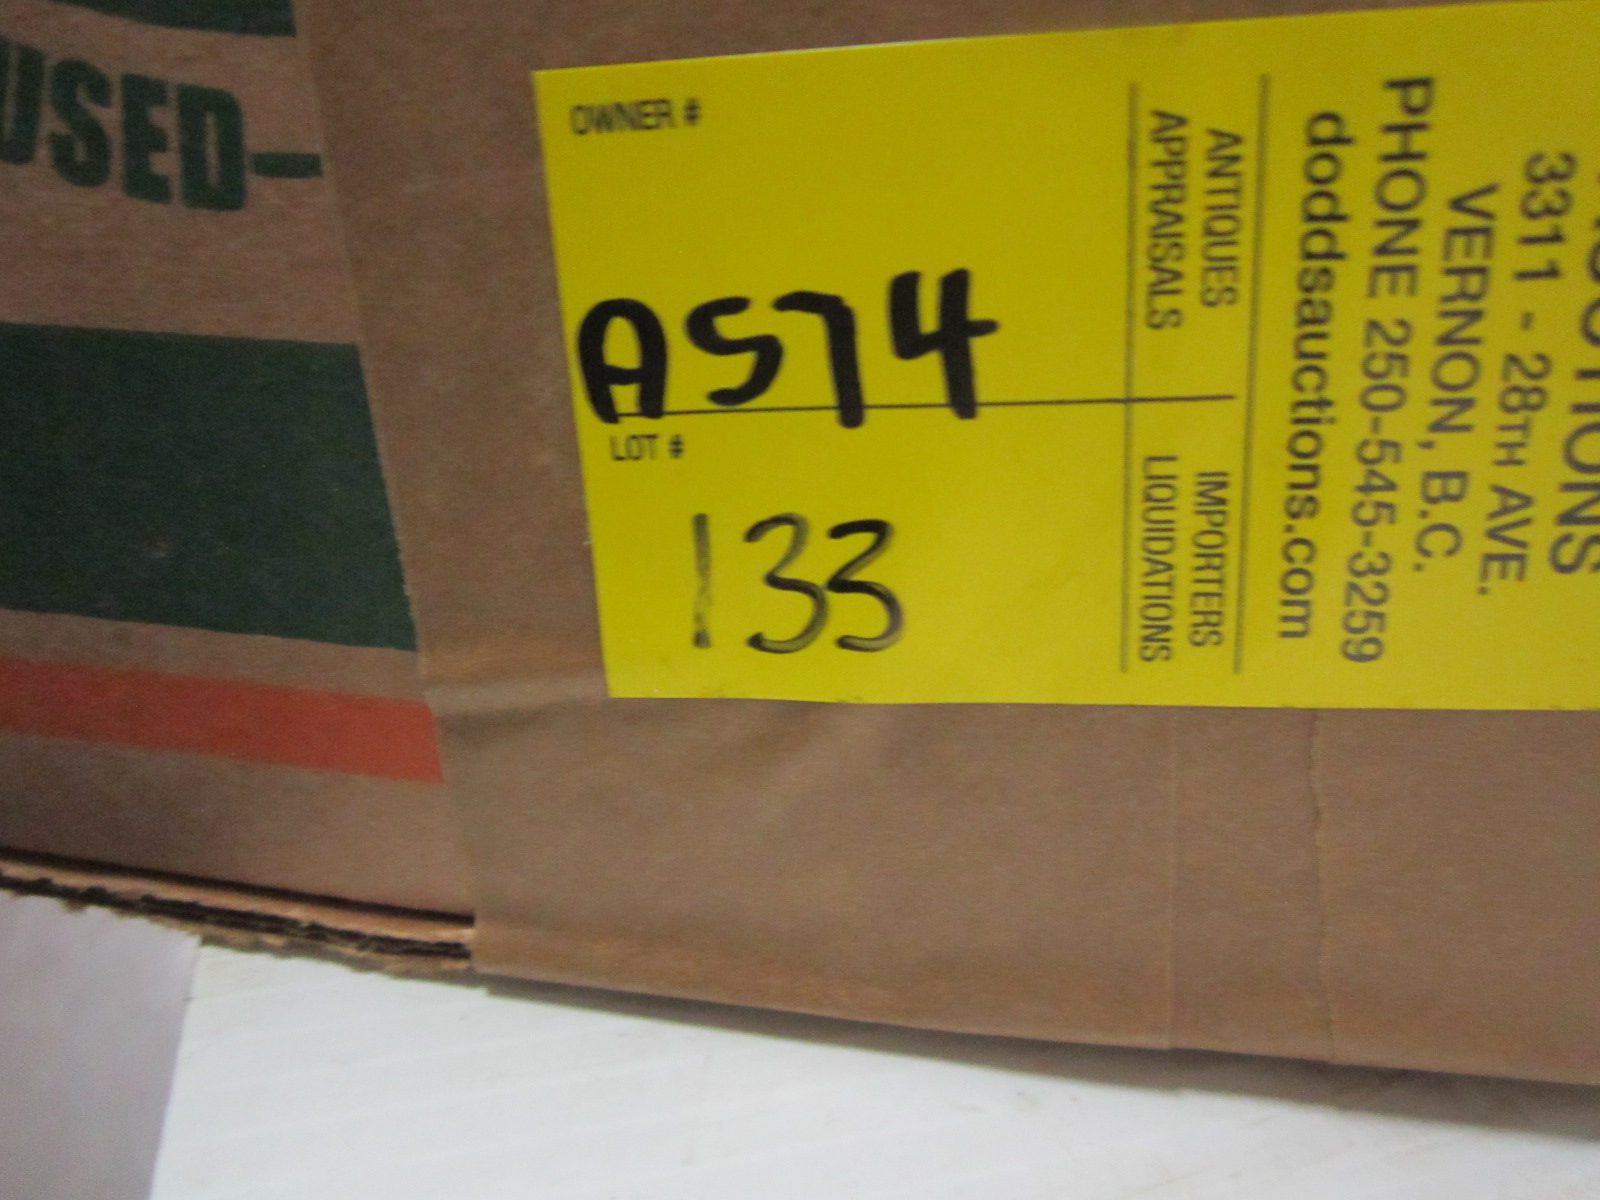 USED-
OWNER #
A574
LOT #
133
ANTIQUES
APPRAISALS
IMPORTERS
LIQUIDATIONS
3311 - 28TH AVE.
VERNON, B.C.
PHONE 250-545-3259
doddsauctions.com